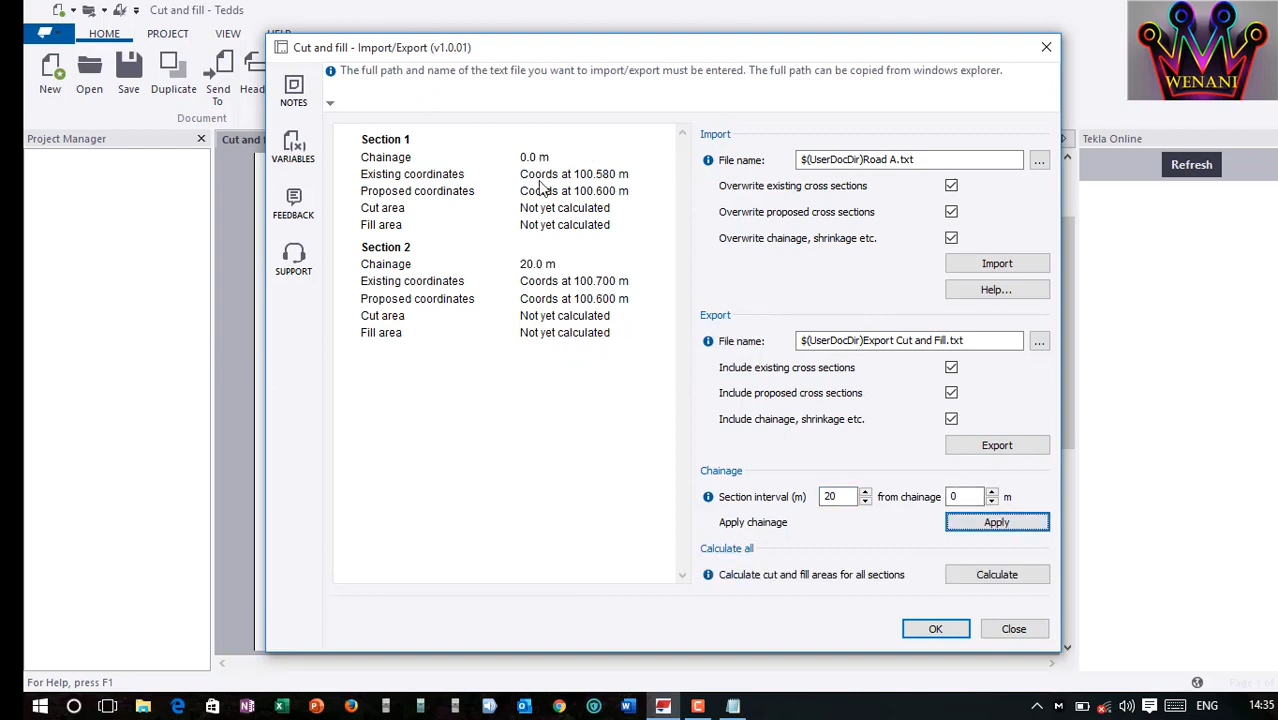 Cut and fill - Tedds
HOME PROJECT VIEW HELP
New Open Save Duplicate Send To
Document
WENANI
Project Manager
Cut and
Tekla Online
Refresh
Cut and fill - Import/Export (v1.0.01)
The full path and name of the text file you want to import/export must be entered. The full path can be copied from windows explorer.
NOTES
VARIABLES
FEEDBACK
SUPPORT
Section 1
Chainage 0.0 m
Existing coordinates Coords at 100.580 m
Proposed coordinates Coords at 100.600 m
Cut area Not yet calculated
Fill area Not yet calculated
Section 2
Chainage 20.0 m
Existing coordinates Coords at 100.700 m
Proposed coordinates Coords at 100.600 m
Cut area Not yet calculated
Fill area Not yet calculated
Import
File name: $(UserDocDir)Road A.txt ...
Overwrite existing cross sections
Overwrite proposed cross sections
Overwrite chainage, shrinkage etc.
Import
Help...
Export
File name: $(UserDocDir)Export Cut and Fill.txt ...
Include existing cross sections
Include proposed cross sections
Include chainage, shrinkage etc.
Export
Chainage
Section interval (m) 20 from chainage 0 m
Apply chainage Apply
Calculate all
Calculate cut and fill areas for all sections Calculate
OK Close
For Help, press F1
Page 1 of
ENG 14:35